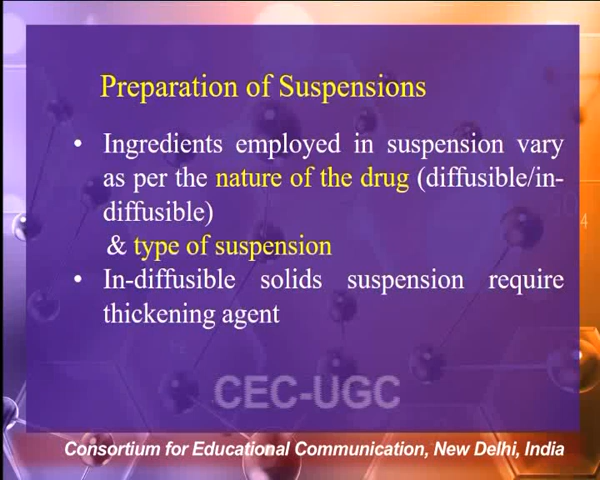 Preparation of Suspensions
• Ingredients employed in suspension vary
as per the nature of the drug (diffusible/in-
diffusible)
& type of suspension
• In-diffusible solids suspension require
thickening agent
CEC-UGC
Consortium for Educational Communication, New Delhi, India